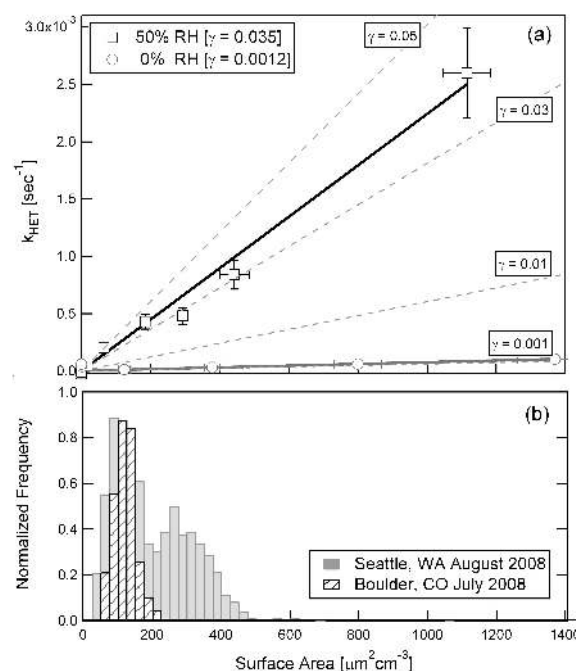 3.0x10⁻³
2.5
2.0
1.5
1.0
0.5
0.0
k_HET [sec⁻¹]
50% RH [γ = 0.035]
0% RH [γ = 0.0012]
(a)
γ = 0.05
γ = 0.03
γ = 0.01
γ = 0.001
1.0
0.8
0.6
0.4
0.2
0.0
Normalized Frequency
(b)
Seattle, WA August 2008
Boulder, CO July 2008
0 200 400 600 800 1000 1200 1400
Surface Area [μm²cm⁻³]